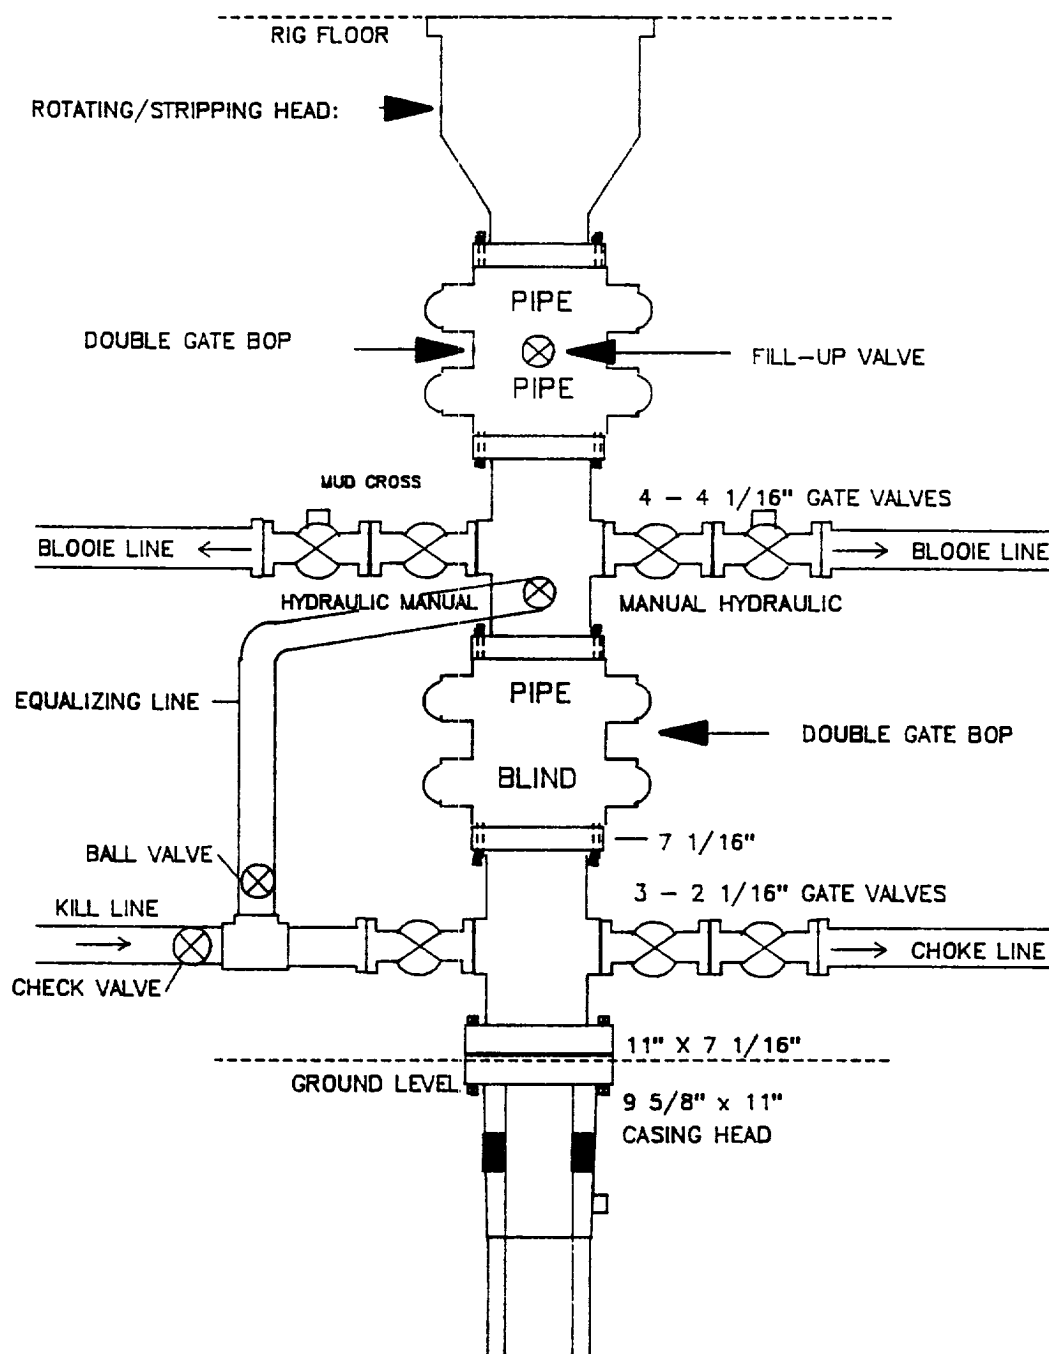 RIG FLOOR
ROTATING/STRIPPING HEAD:
PIPE
DOUBLE GATE BOP
FILL-UP VALVE
PIPE
MUD CROSS
4 - 4 1/16" GATE VALVES
BLOOIE LINE
BLOOIE LINE
HYDRAULIC MANUAL
MANUAL HYDRAULIC
EQUALIZING LINE
PIPE
DOUBLE GATE BOP
BLIND
7 1/16"
BALL VALVE
3 - 2 1/16" GATE VALVES
KILL LINE
CHOKE LINE
CHECK VALVE
11" X 7 1/16"
GROUND LEVEL
9 5/8" x 11"
CASING HEAD